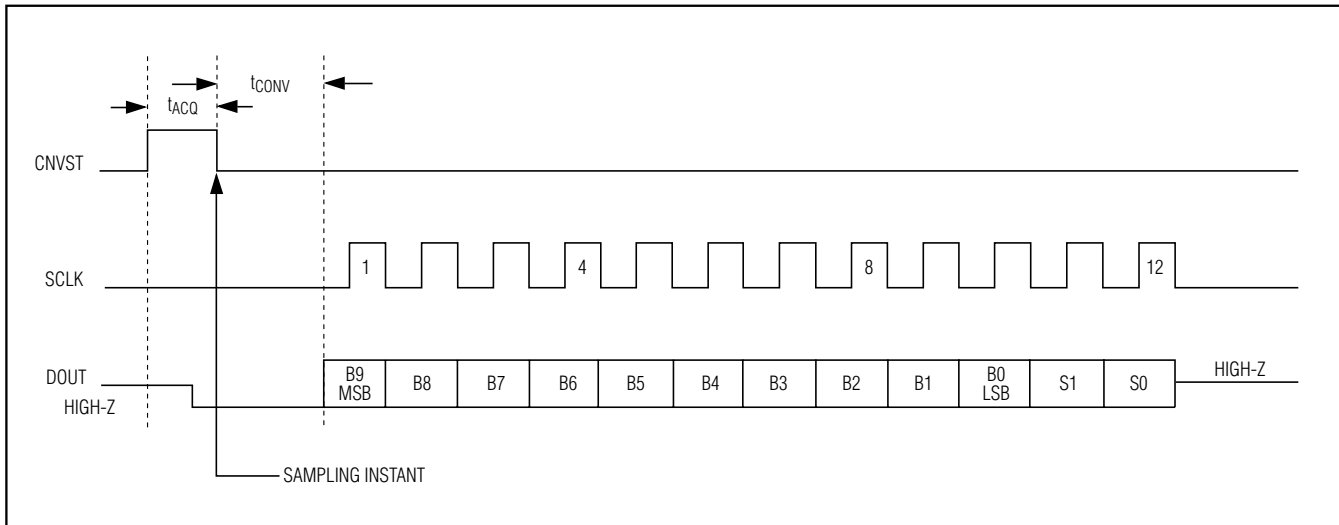 tCONV
tACQ
CNVST
SCLK
1
4
8
12
DOUT
HIGH-Z
B9
MSB
B8
B7
B6
B5
B4
B3
B2
B1
B0
LSB
S1
S0
HIGH-Z
SAMPLING INSTANT